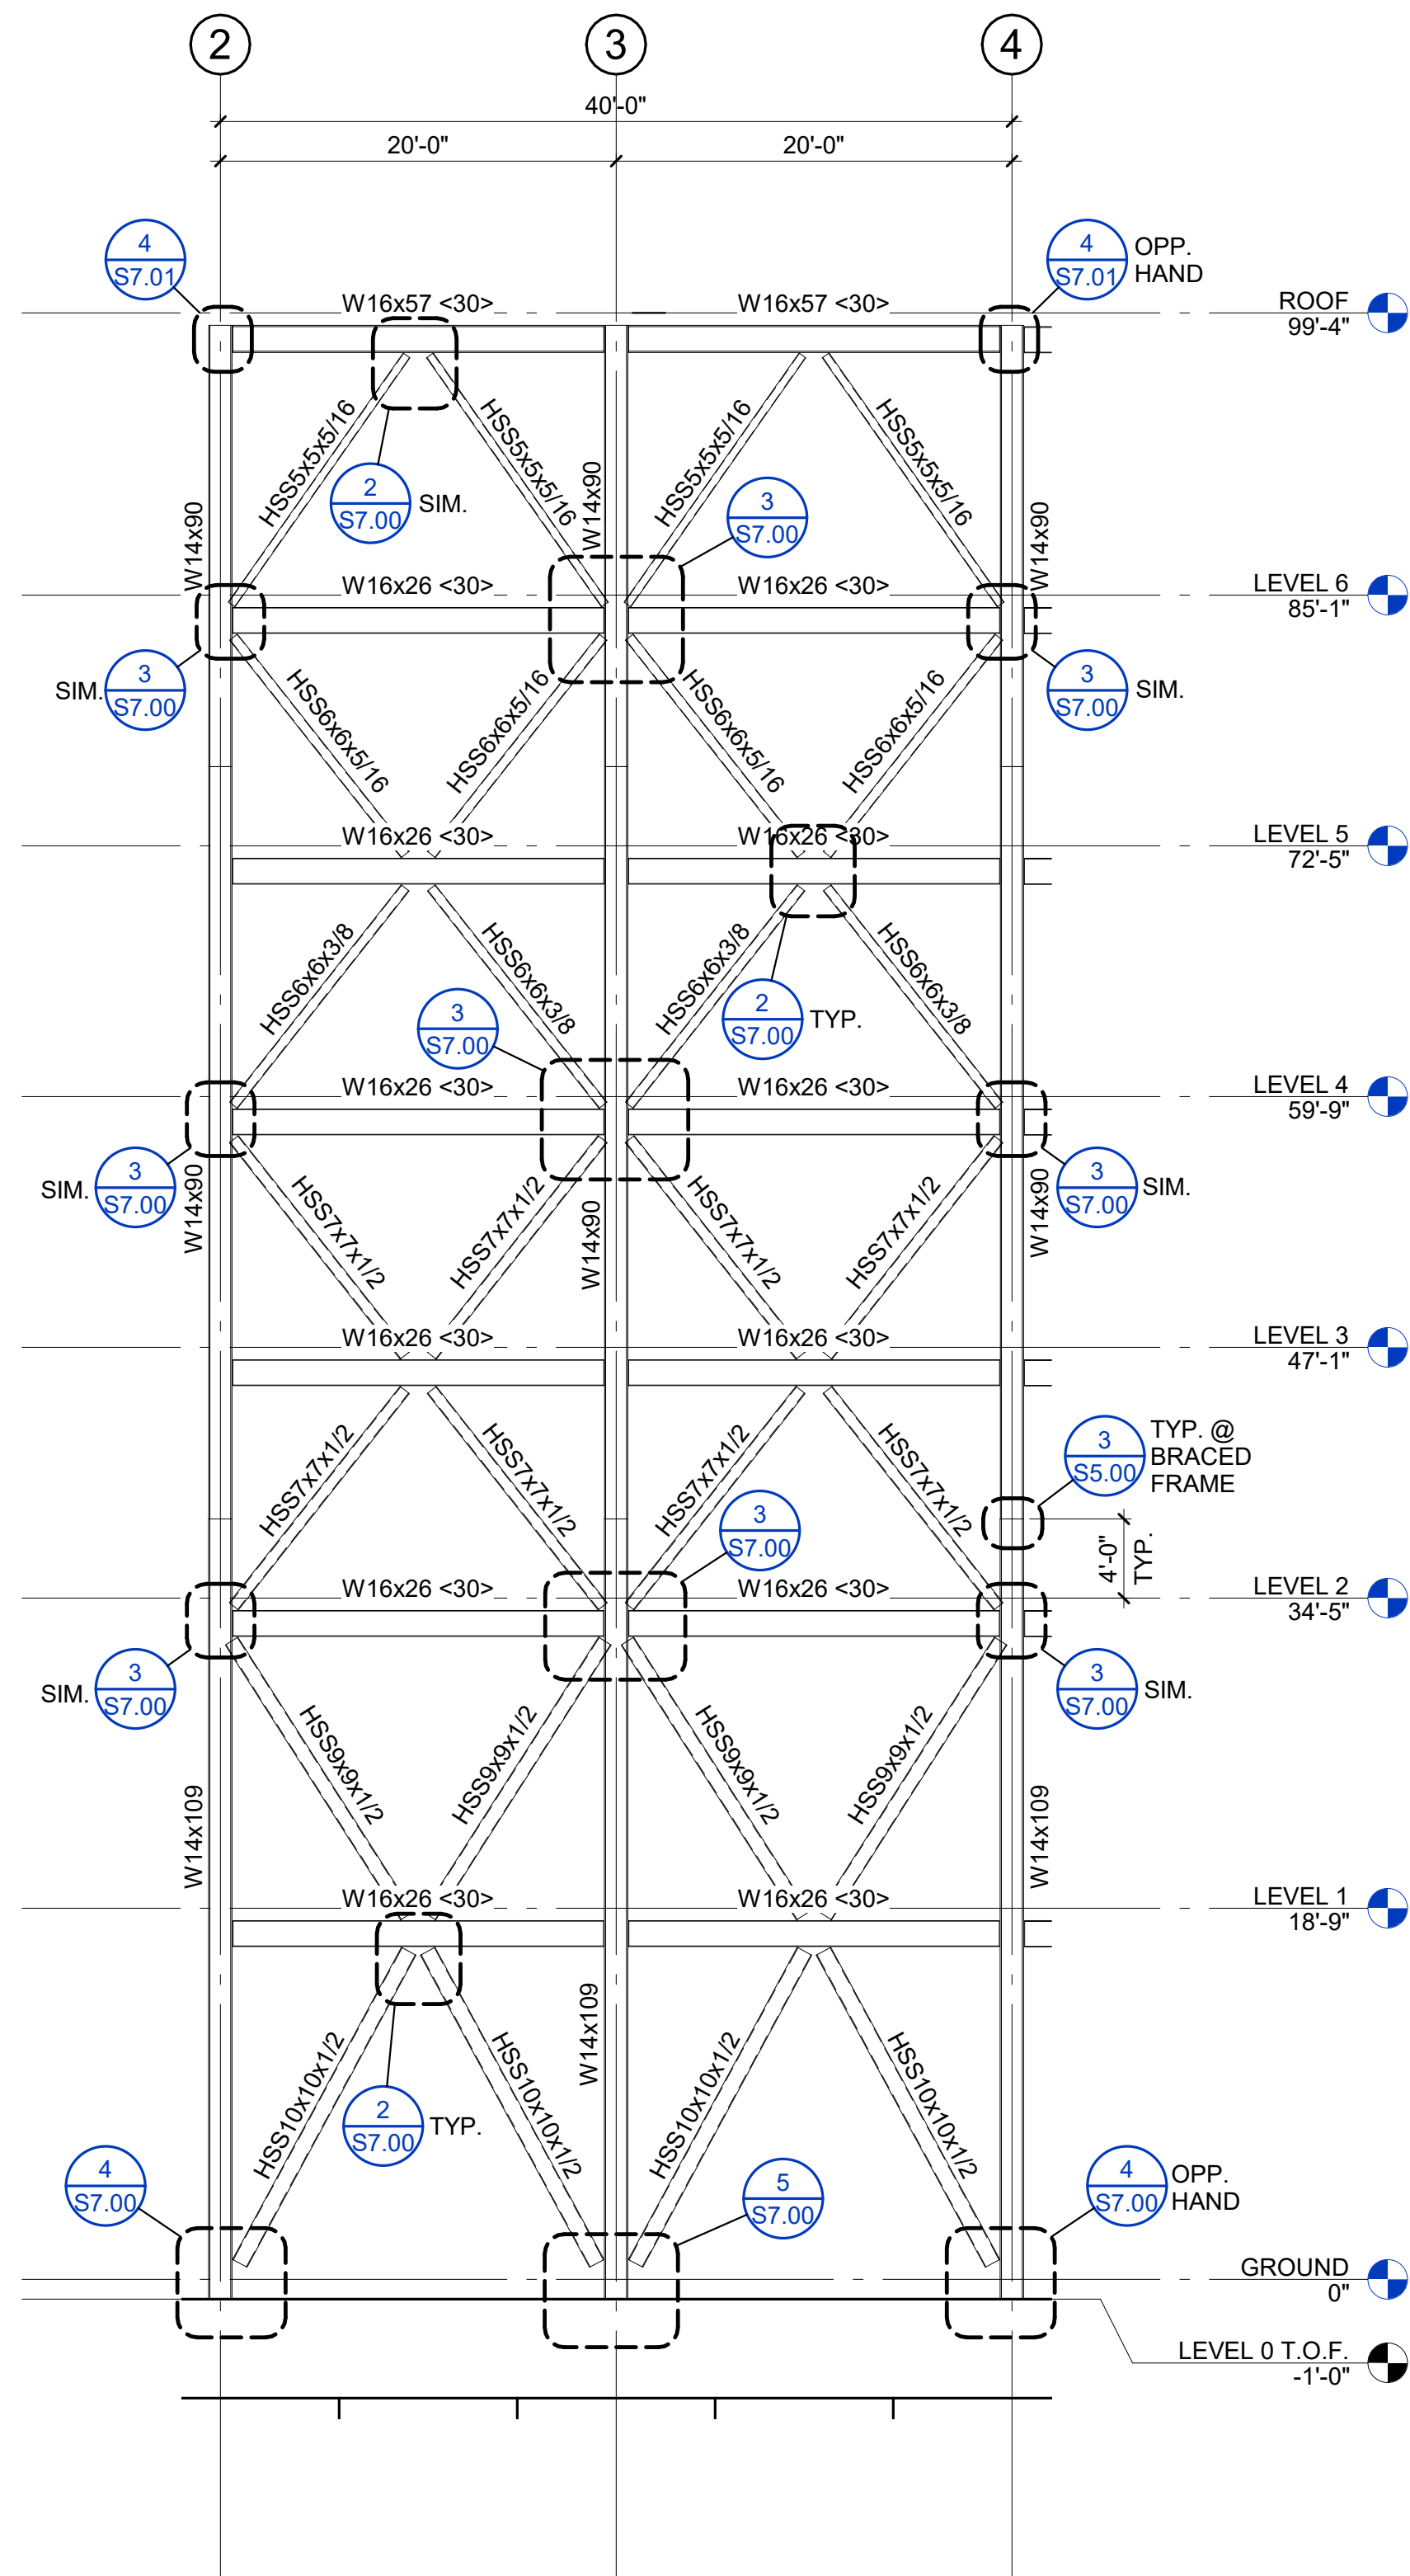 2
3
4
40'-0"
20'-0"
20'-0"
4
S7.01
4
S7.01
OPP.
HAND
W16x57 <30>
W16x57 <30>
ROOF
99'-4"
HSS5x5x5/16
HSS5x5x5/16
HSS5x5x5/16
HSS5x5x5/16
2
S7.00
SIM.
3
S7.00
W14x90
W14x90
W14x90
W16x26 <30>
W16x26 <30>
LEVEL 6
85'-1"
SIM.
3
S7.00
3
S7.00
SIM.
HSS6x6x5/16
HSS6x6x5/16
HSS6x6x5/16
HSS6x6x5/16
W16x26 <30>
W16x26 <30>
LEVEL 5
72'-5"
HSS6x6x3/8
HSS6x6x3/8
HSS6x6x3/8
HSS6x6x3/8
3
S7.00
2
S7.00
TYP.
W16x26 <30>
W16x26 <30>
LEVEL 4
59'-9"
SIM.
3
S7.00
3
S7.00
SIM.
W14x90
W14x90
W14x90
HSS7x7x1/2
HSS7x7x1/2
HSS7x7x1/2
HSS7x7x1/2
W16x26 <30>
W16x26 <30>
LEVEL 3
47'-1"
HSS7x7x1/2
HSS7x7x1/2
HSS7x7x1/2
HSS7x7x1/2
3
S5.00
TYP. @
BRACED
FRAME
3
S7.00
4'-0"
TYP.
W16x26 <30>
W16x26 <30>
LEVEL 2
34'-5"
SIM.
3
S7.00
3
S7.00
SIM.
HSS9x9x1/2
HSS9x9x1/2
HSS9x9x1/2
HSS9x9x1/2
W14x109
W14x109
W16x26 <30>
W16x26 <30>
LEVEL 1
18'-9"
W14x109
HSS10x10x1/2
HSS10x10x1/2
HSS10x10x1/2
HSS10x10x1/2
2
S7.00
TYP.
4
S7.00
5
S7.00
4
S7.00
OPP.
HAND
GROUND
0"
LEVEL 0 T.O.F.
-1'-0"